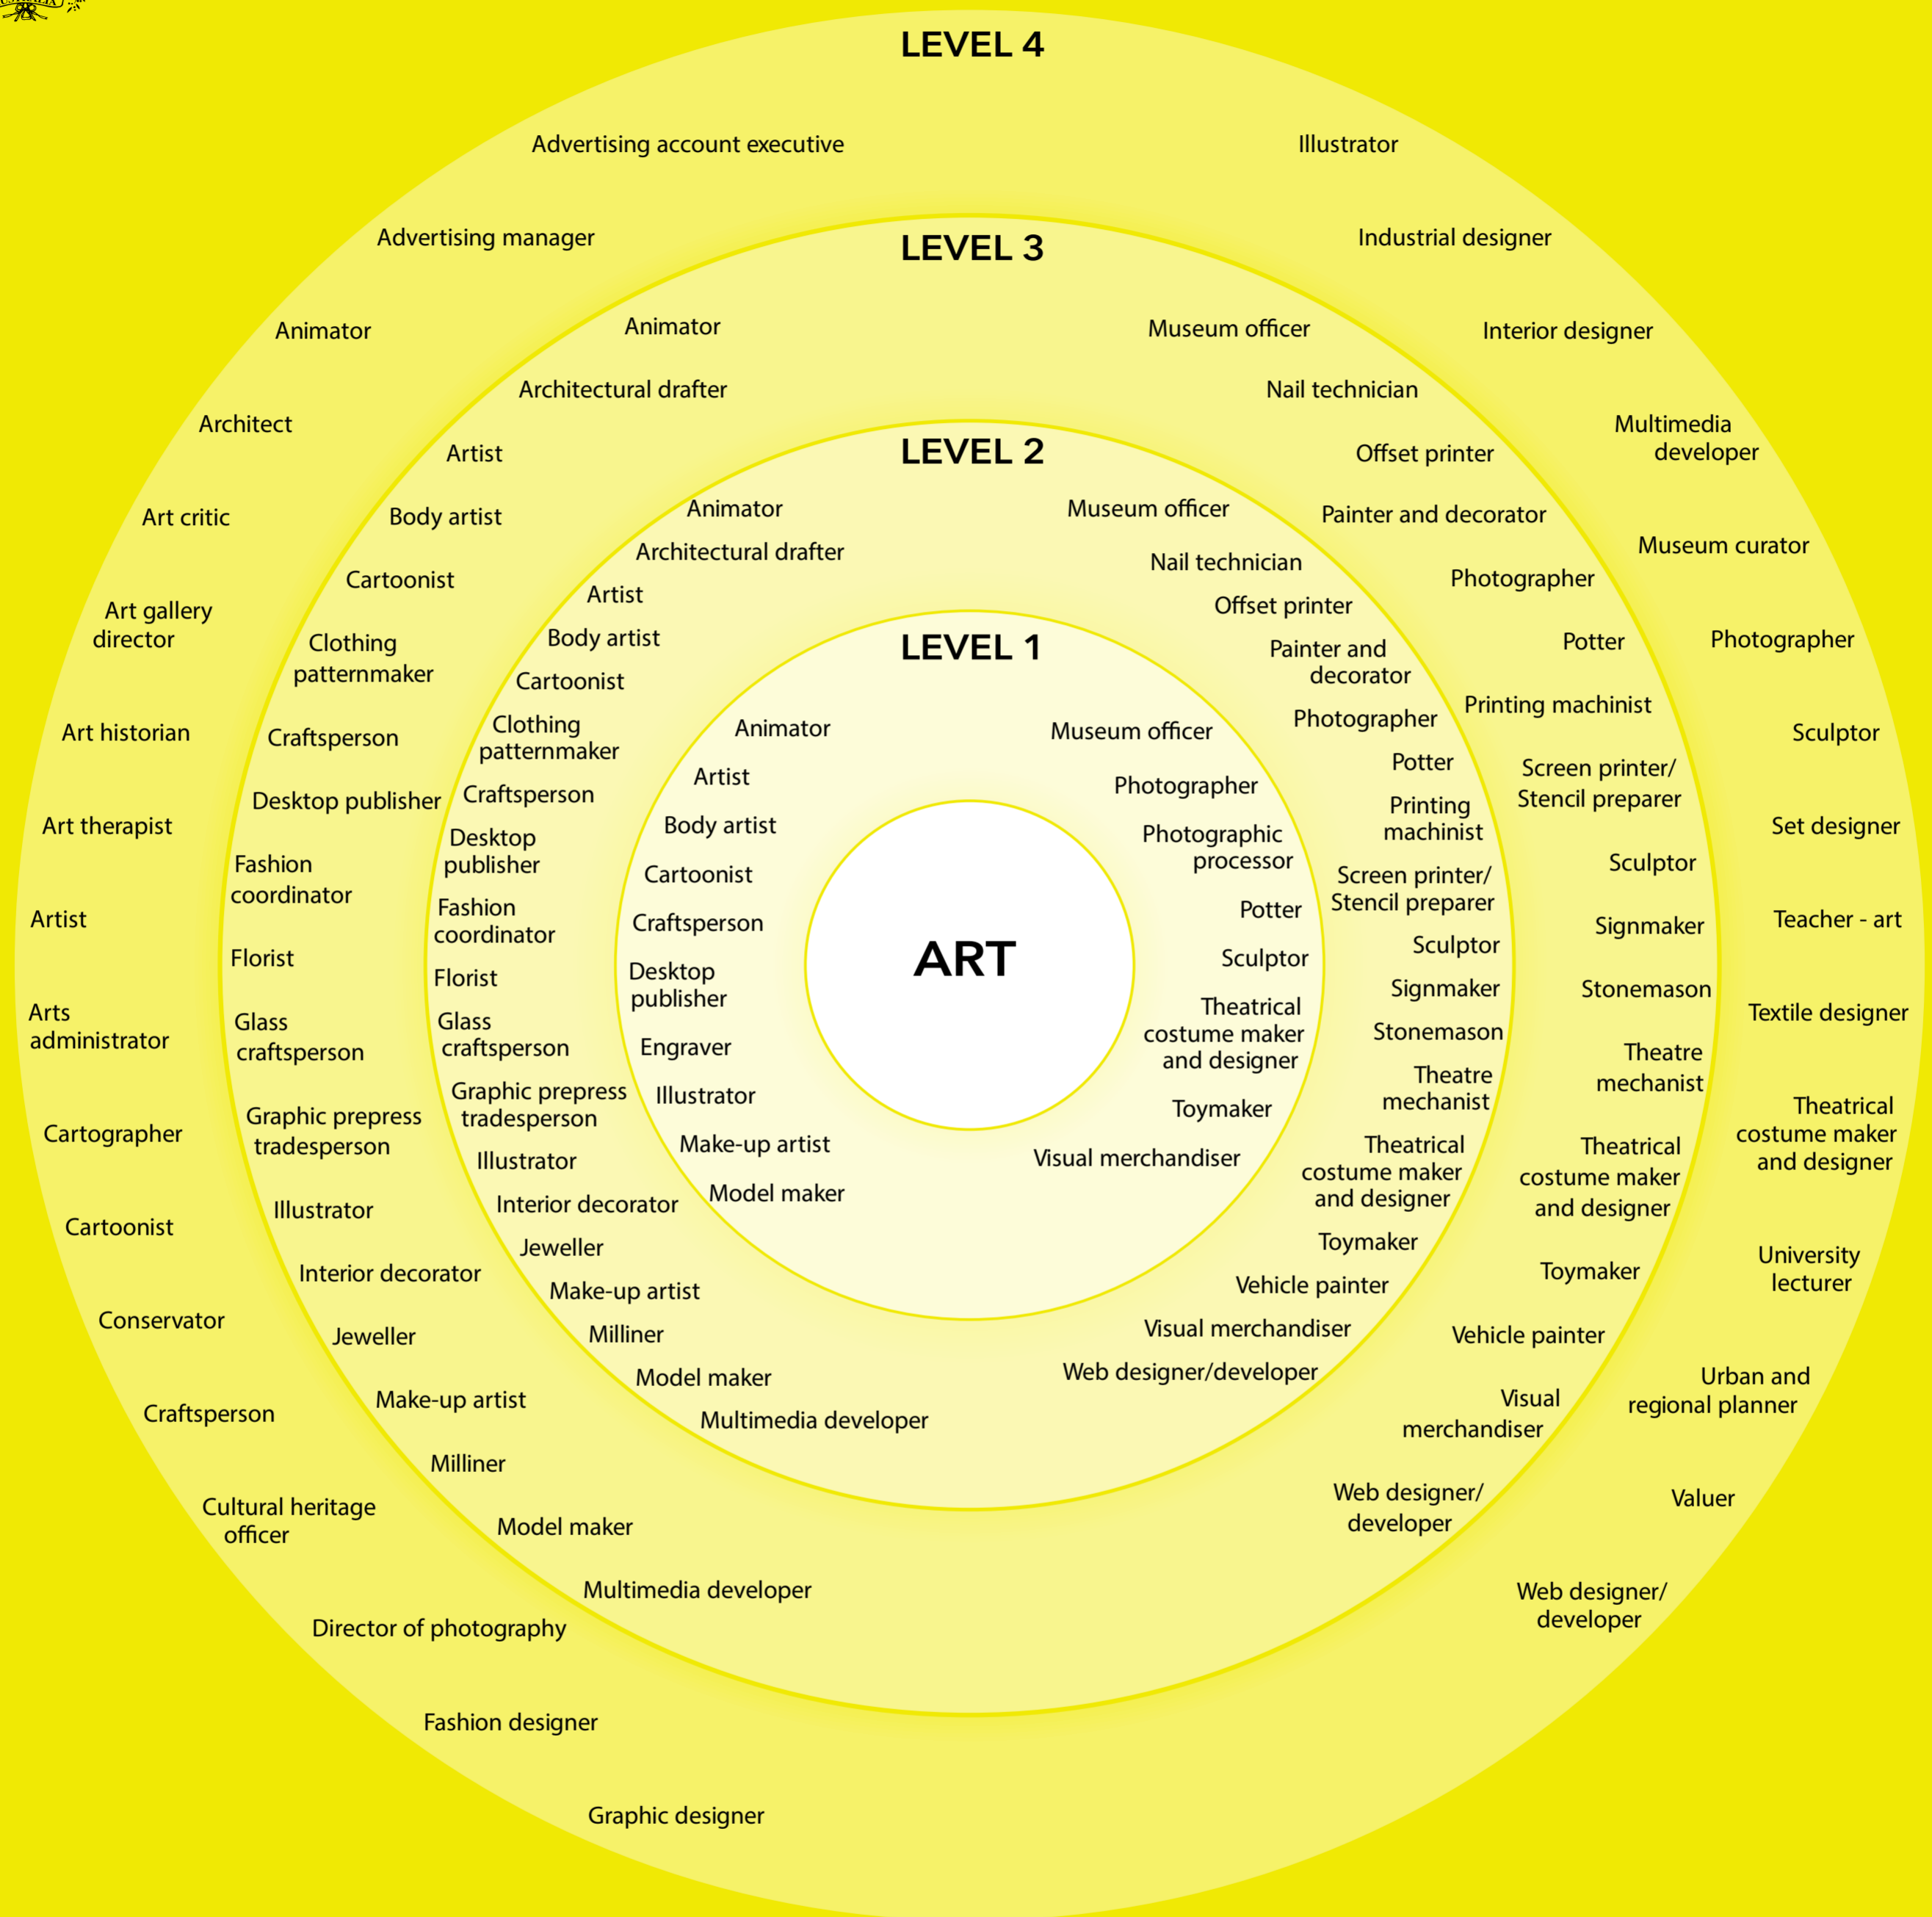 LEVEL 4
Advertising account executive
Advertising manager
Animator
Architect
Art critic
Art gallery
director
Art historian
Art therapist
Artist
Arts
administrator
Cartographer
Cartoonist
Conservator
Craftsperson
Cultural heritage
officer
Director of photography
Fashion designer
Graphic designer
Illustrator
Industrial designer
Interior designer
Multimedia
developer
Museum curator
Photographer
Sculptor
Set designer
Teacher - art
Textile designer
Theatrical
costume maker
and designer
University
lecturer
Urban and
regional planner
Valuer
Web designer/
developer
LEVEL 3
Animator
Architectural drafter
Artist
Body artist
Cartoonist
Clothing
patternmaker
Craftsperson
Desktop publisher
Fashion
coordinator
Florist
Glass
craftsperson
Graphic prepress
tradesperson
Illustrator
Interior decorator
Jeweller
Make-up artist
Milliner
Model maker
Multimedia developer
Museum officer
Nail technician
Offset printer
Painter and decorator
Photographer
Potter
Printing machinist
Screen printer/
Stencil preparer
Sculptor
Signmaker
Stonemason
Theatre
mechanist
Theatrical
costume maker
and designer
Toymaker
Vehicle painter
Visual
merchandiser
Web designer/
developer
LEVEL 2
Animator
Architectural drafter
Artist
Body artist
Cartoonist
Clothing
patternmaker
Craftsperson
Desktop
publisher
Fashion
coordinator
Florist
Glass
craftsperson
Graphic prepress
tradesperson
Illustrator
Interior decorator
Jeweller
Make-up artist
Milliner
Model maker
Multimedia developer
Museum officer
Nail technician
Offset printer
Painter and
decorator
Photographer
Potter
Printing
machinist
Screen printer/
Stencil preparer
Sculptor
Signmaker
Stonemason
Theatre
mechanist
Theatrical
costume maker
and designer
Toymaker
Vehicle painter
Visual merchandiser
Web designer/developer
LEVEL 1
Animator
Artist
Body artist
Cartoonist
Craftsperson
Desktop
publisher
Engraver
Illustrator
Make-up artist
Model maker
Museum officer
Photographer
Photographic
processor
Potter
Sculptor
Theatrical
costume maker
and designer
Toymaker
Visual merchandiser
ART